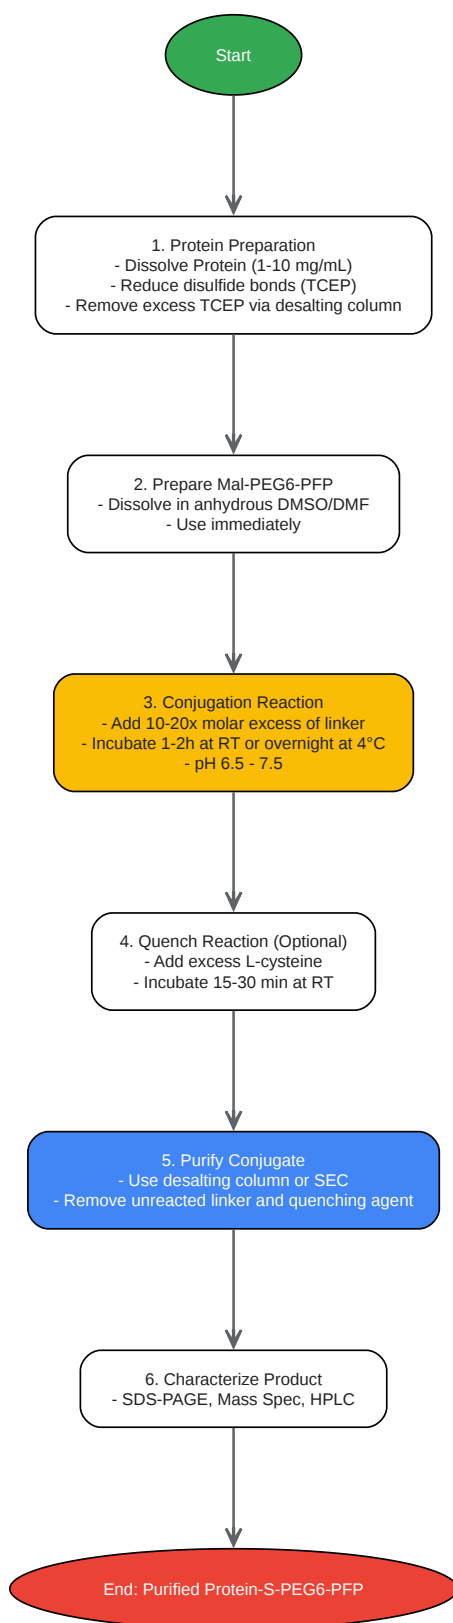 Start
1. Protein Preparation
- Dissolve Protein (1-10 mg/mL)
- Reduce disulfide bonds (TCEP)
- Remove excess TCEP via desalting column
2. Prepare Mal-PEG6-PFP
- Dissolve in anhydrous DMSO/DMF
- Use immediately
3. Conjugation Reaction
- Add 10-20x molar excess of linker
- Incubate 1-2h at RT or overnight at 4°C
- pH 6.5 - 7.5
4. Quench Reaction (Optional)
- Add excess L-cysteine
- Incubate 15-30 min at RT
5. Purify Conjugate
- Use desalting column or SEC
- Remove unreacted linker and quenching agent
6. Characterize Product
- SDS-PAGE, Mass Spec, HPLC
End: Purified Protein-S-PEG6-PFP